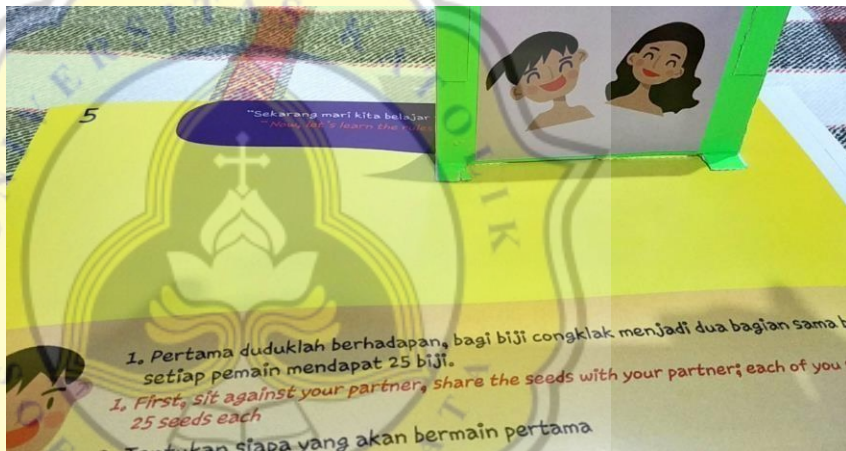 5
"Sekarang mari kita belajar
"Now, let's learn the rules
1. Pertama duduklah berhadapan, bagi biji congklak menjadi dua bagian sama
setiap pemain mendapat 25 biji.
1. First, sit against your partner, share the seeds with your partner; each of you
25 seeds each
Tentukan siapa yang akan bermain pertama